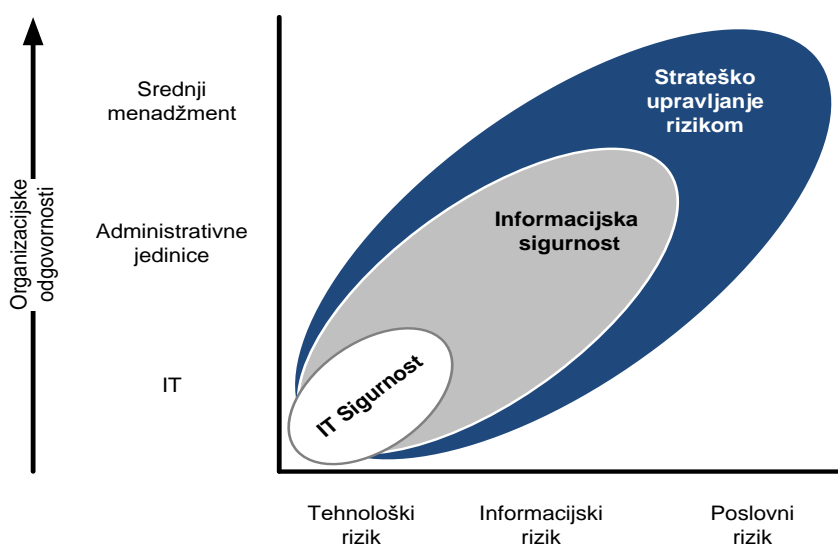 Organizacijske
odgovornosti
Srednji
menadžment
Administrativne
jedinice
IT
Strateško
upravljanje
rizikom
Informacijska
sigurnost
IT Sigurnost
Tehnološki
rizik
Informacijski
rizik
Poslovni
rizik